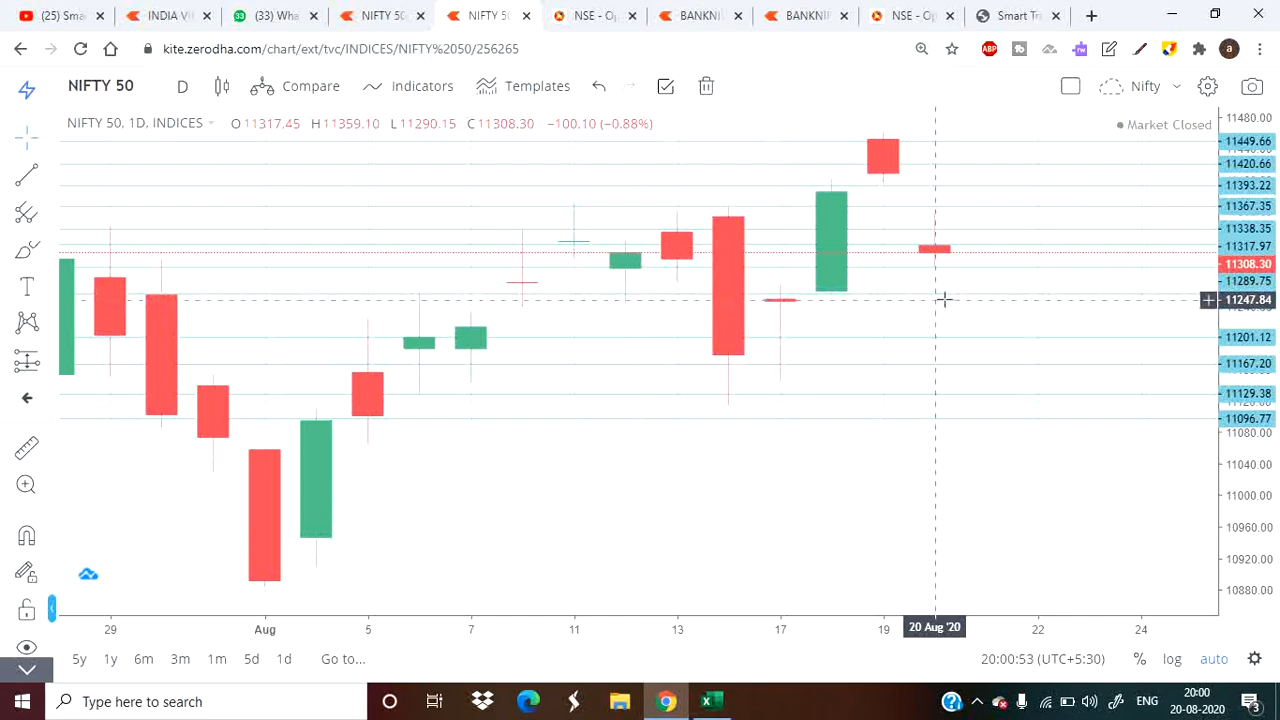 (25) Sma
INDIA VI
(33) Wha
NIFTY 50
NIFTY 50
NSE - Op
BANKN
BANKN
NSE - Op
Smart T
kite.zerodha.com/chart/ext/tvc/INDICES/NIFTY%2050/256265
ABP
a
NIFTY 50
D
Compare
Indicators
Templates
Nifty
NIFTY 50, 1D, INDICES
O 11317.45 H 11359.10 L 11290.15 C 11308.30 −100.10 (−0.88%)
Market Closed
11480.00
11449.66
11420.66
11393.22
11367.35
11338.35
11317.97
11308.30
11289.75
11247.84
11201.12
11167.20
11129.38
11096.77
11080.00
11040.00
11000.00
10960.00
10920.00
10880.00
T
29
Aug
5
7
11
13
17
19
20 Aug '20
22
24
5y
1y
6m
3m
1m
5d
1d
Go to...
20:00:53 (UTC+5:30)
%
log
auto
Type here to search
ENG
20:00
20-08-2020
3